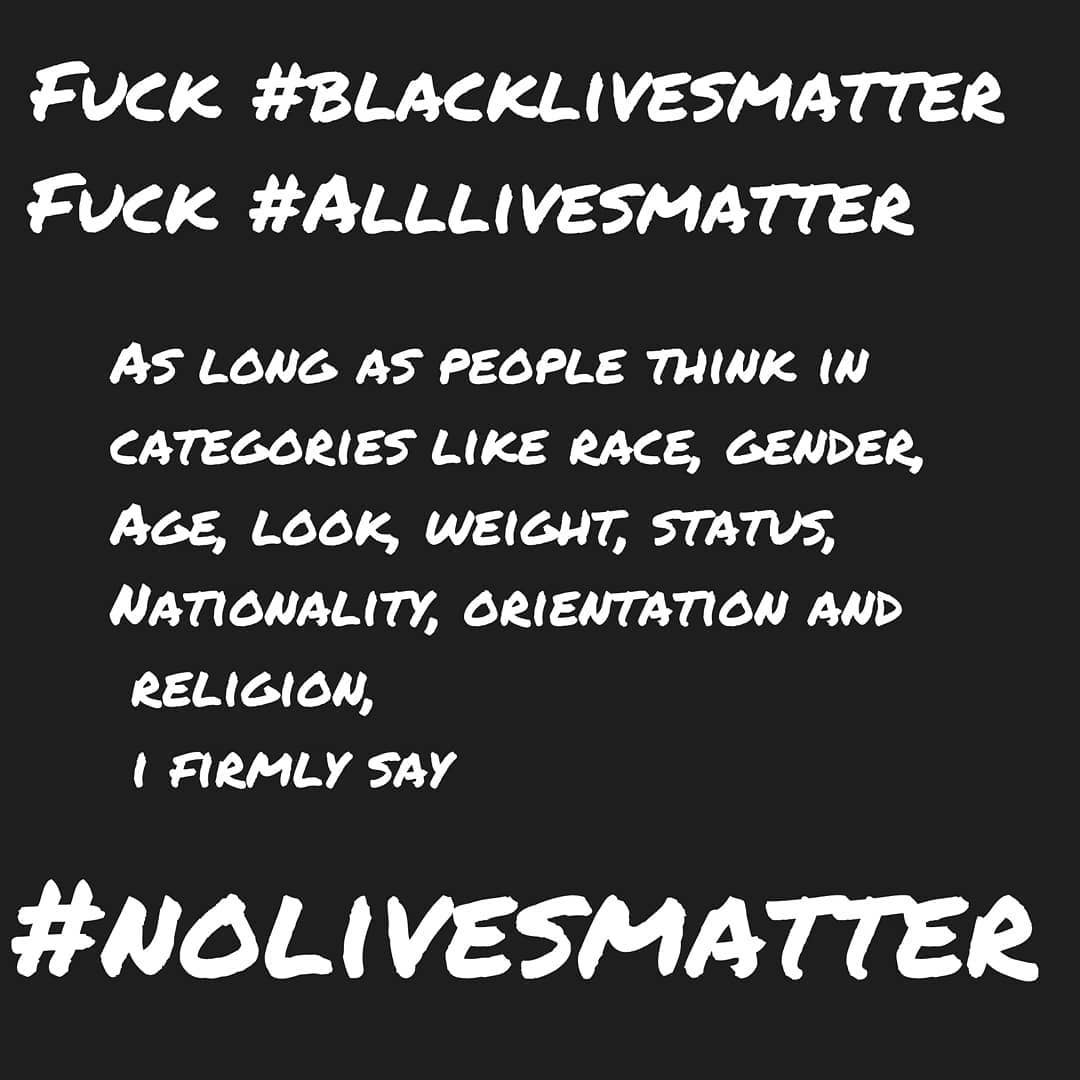 Fuck #blacklivesmatter
Fuck #Alllivesmatter
As long as people think in
categories like race, gender,
Age, look, weight, status,
Nationality, orientation and
religion,
i firmly say
#nolivesmatter